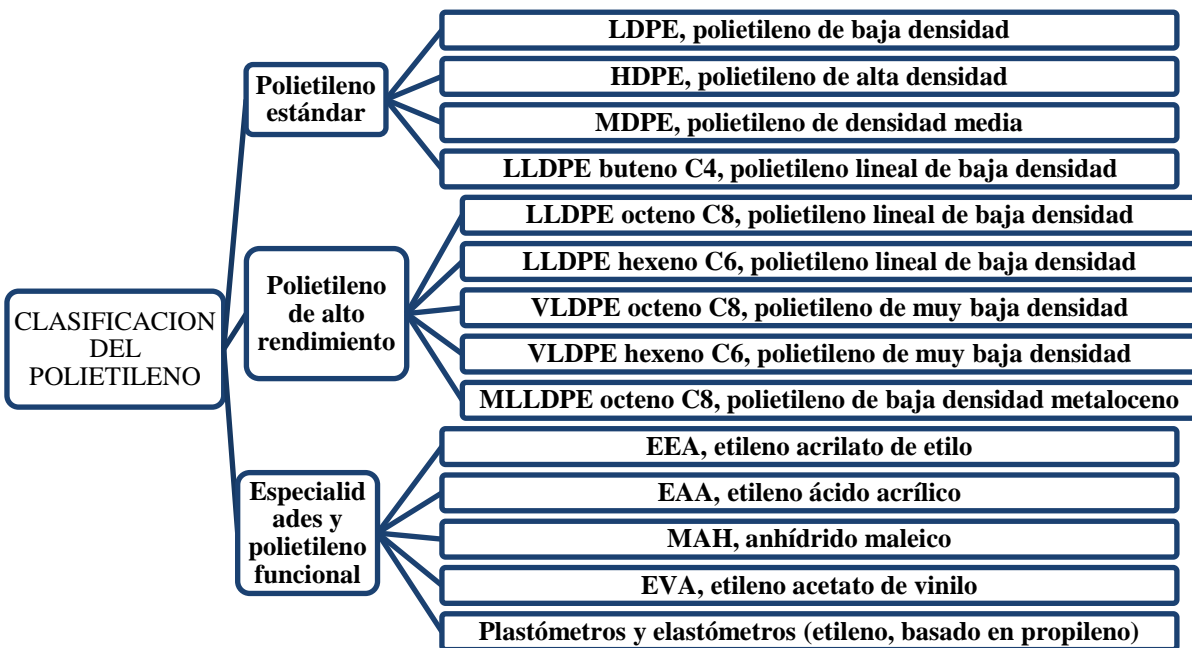 CLASIFICACION
DEL
POLIETILENO
Polietileno
estándar
LDPE, polietileno de baja densidad
HDPE, polietileno de alta densidad
MDPE, polietileno de densidad media
LLDPE buteno C4, polietileno lineal de baja densidad
Polietileno
de alto
rendimiento
LLDPE octeno C8, polietileno lineal de baja densidad
LLDPE hexeno C6, polietileno lineal de baja densidad
VLDPE octeno C8, polietileno de muy baja densidad
VLDPE hexeno C6, polietileno de muy baja densidad
MLLDPE octeno C8, polietileno de baja densidad metaloceno
Especialid
ades y
polietileno
funcional
EEA, etileno acrilato de etilo
EAA, etileno ácido acrílico
MAH, anhídrido maleico
EVA, etileno acetato de vinilo
Plastómetros y elastómetros (etileno, basado en propileno)